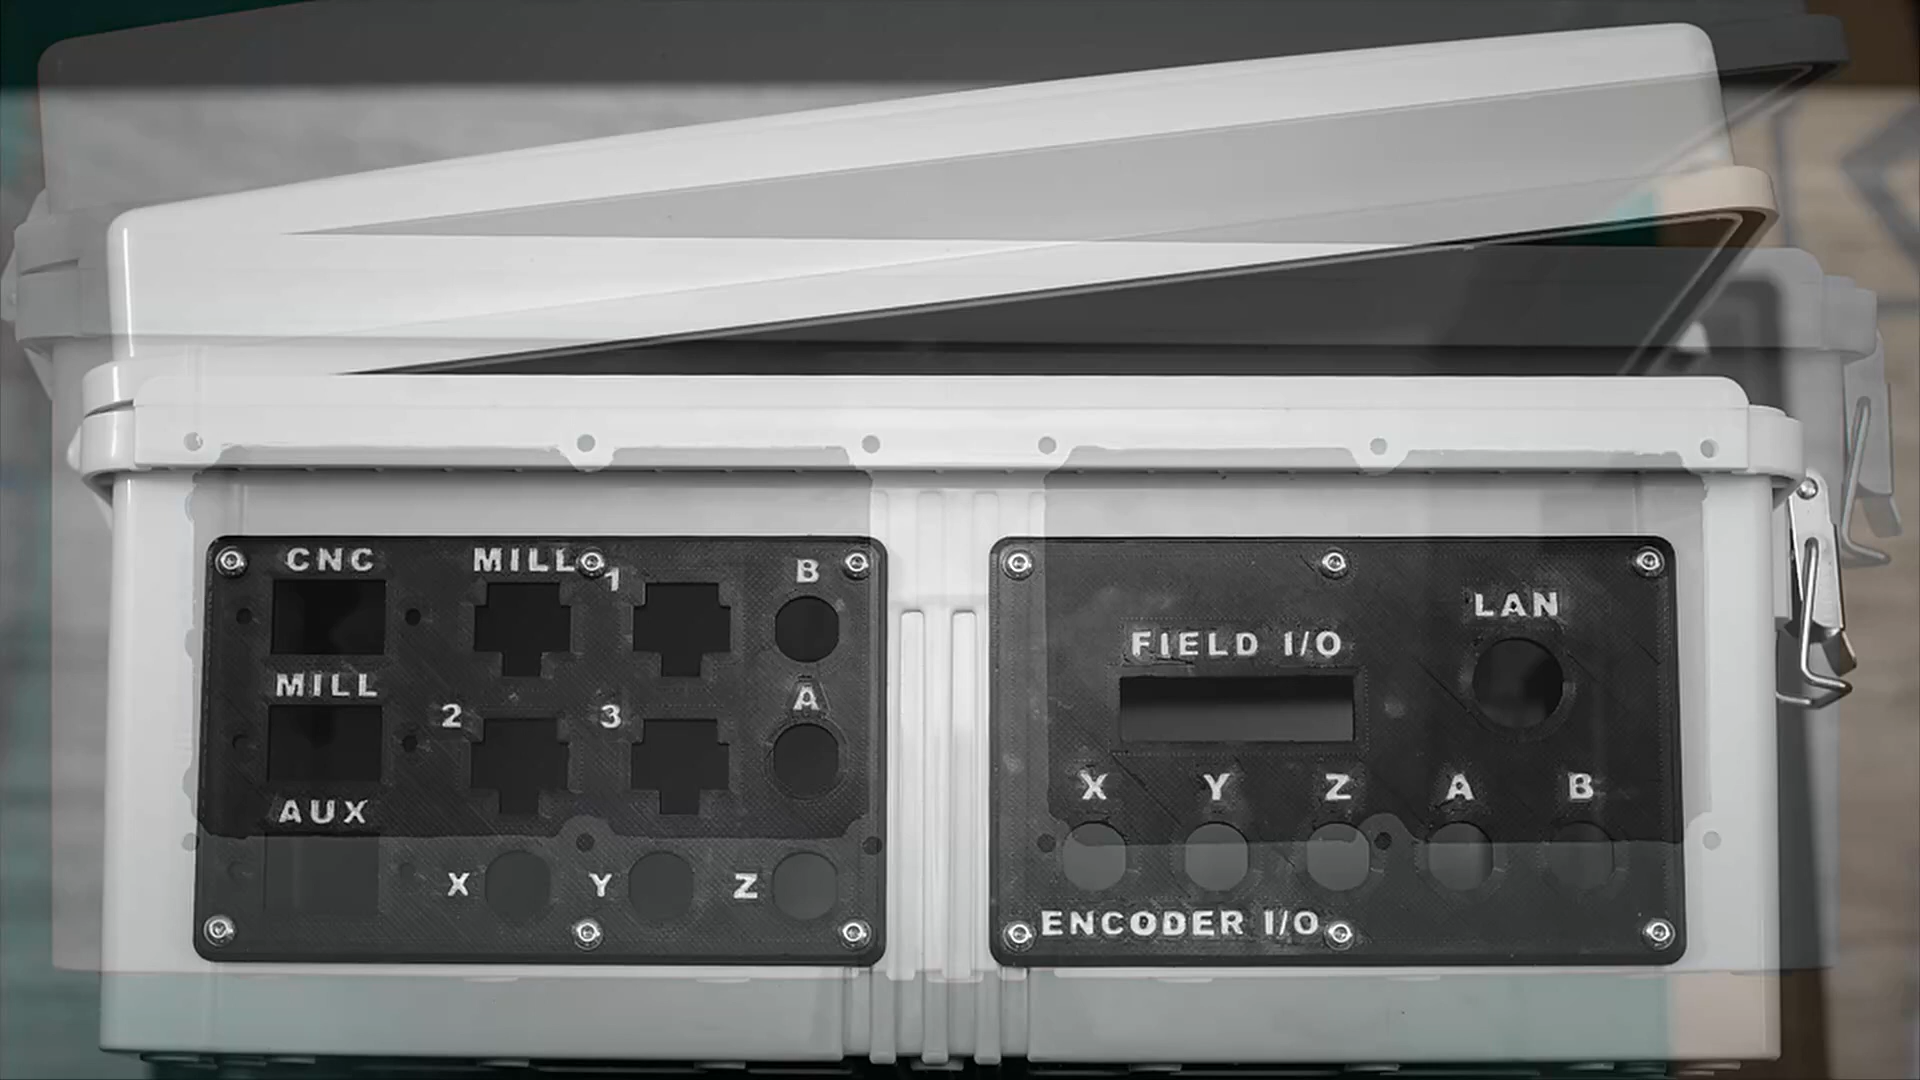 CNC
MILL 1
B
MILL
2
3
A
AUX
X
Y
Z
LAN
FIELD I/O
X Y Z A B
ENCODER I/O